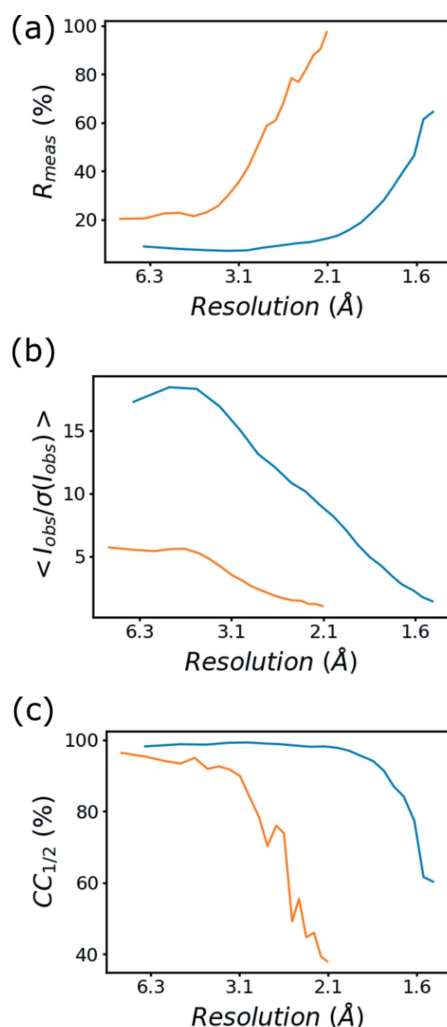 (a)
100
80
60
40
20
R_meas (%)
6.3 3.1 2.1 1.6
Resolution (Å)
(b)
15
10
5
< I_obs/σ(I_obs) >
6.3 3.1 2.1 1.6
Resolution (Å)
(c)
100
80
60
40
CC_1/2 (%)
6.3 3.1 2.1 1.6
Resolution (Å)